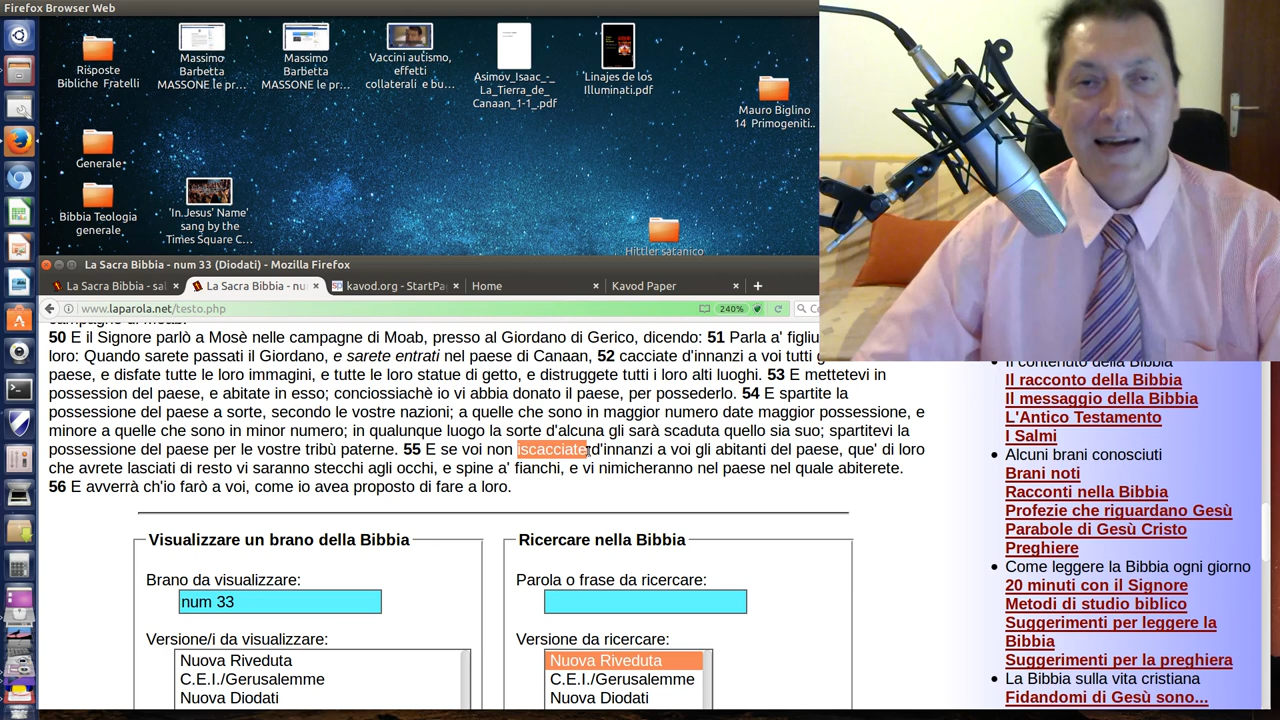 Firefox Browser Web
Risposte
Bibliche Fratelli
Massimo
Barbetta
MASSONE le pr...
Massimo
Barbetta
MASSONE le pr...
Vaccini autismo,
effetti
collaterali e bu...
Asimov_Isaac_-_
La_Tierra_de_
Canaan_1-1_.pdf
Linajes de los
Illuminati.pdf
Mauro Biglino
14 Primogeniti..
Generale
Bibbia Teologia
generale
'In Jesus' Name'
sang by the
Times Square C...
Hittler satanico
La Sacra Bibbia - num 33 (Diodati) - Mozilla Firefox
La Sacra Bibbia - sal
La Sacra Bibbia - nu
kavod.org - StartPa
Home
Kavod Paper
www.laparola.net/testo.php
240%
50 E il Signore parlò a Mosè nelle campagne di Moab, presso al Giordano di Gerico, dicendo: 51 Parla a' figliu
loro: Quando sarete passati il Giordano, e sarete entrati nel paese di Canaan, 52 cacciate d'innanzi a voi tutti g
paese, e disfate tutte le loro immagini, e tutte le loro statue di getto, e distruggete tutti i loro alti luoghi. 53 E mettetevi in
possession del paese, e abitate in esso; conciossiachè io vi abbia donato il paese, per possederlo. 54 E spartite la
possessione del paese a sorte, secondo le vostre nazioni; a quelle che sono in maggior numero date maggior possessione, e
minore a quelle che sono in minor numero; in qualunque luogo la sorte d'alcuna gli sarà scaduta quello sia suo; spartitevi la
possessione del paese per le vostre tribù paterne. 55 E se voi non iscacciate d'innanzi a voi gli abitanti del paese, que' di loro
che avrete lasciati di resto vi saranno stecchi agli occhi, e spine a' fianchi, e vi nimicheranno nel paese nel quale abiterete.
56 E avverrà ch'io farò a voi, come io avea proposto di fare a loro.
Visualizzare un brano della Bibbia
Brano da visualizzare:
num 33
Versione/i da visualizzare:
Nuova Riveduta
C.E.I./Gerusalemme
Nuova Diodati
Ricercare nella Bibbia
Parola o frase da ricercare:
Versione da ricercare:
Nuova Riveduta
C.E.I./Gerusalemme
Nuova Diodati
Il contenuto della Bibbia
Il racconto della Bibbia
Il messaggio della Bibbia
L'Antico Testamento
I Salmi
Alcuni brani conosciuti
Brani noti
Racconti nella Bibbia
Profezie che riguardano Gesù
Parabole di Gesù Cristo
Preghiere
Come leggere la Bibbia ogni giorno
20 minuti con il Signore
Metodi di studio biblico
Suggerimenti per leggere la
Bibbia
Suggerimenti per la preghiera
La Bibbia sulla vita cristiana
Fidandomi di Gesù sono...